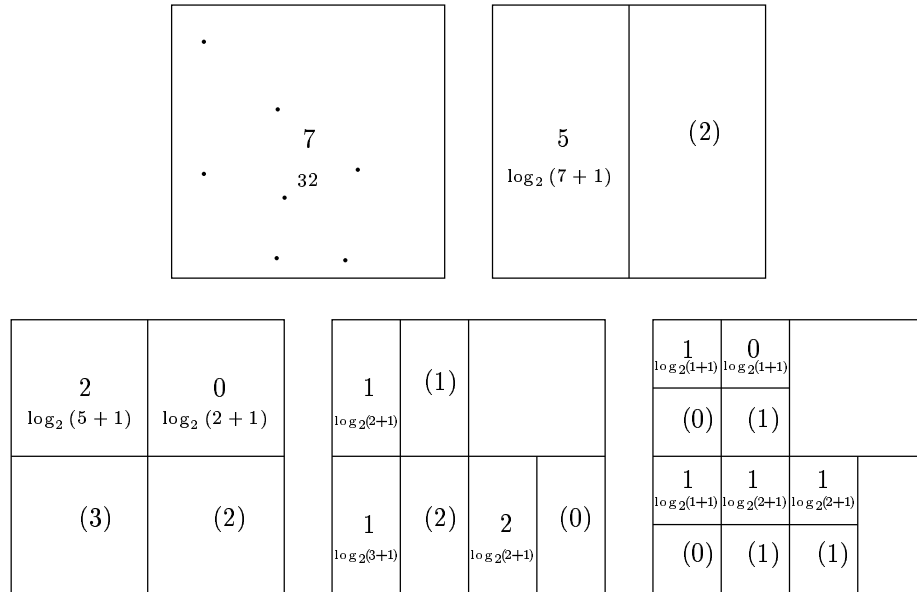 7
32
5
log₂ (7 + 1)
(2)
2
log₂ (5 + 1)
0
log₂ (2 + 1)
(3)
(2)
1
log₂(2+1)
(1)
1
log₂(3+1)
(2)
2
log₂(2+1)
(0)
1
log₂(1+1)
0
log₂(1+1)
(0)
(1)
1
log₂(1+1)
1
log₂(2+1)
1
log₂(2+1)
(0)
(1)
(1)